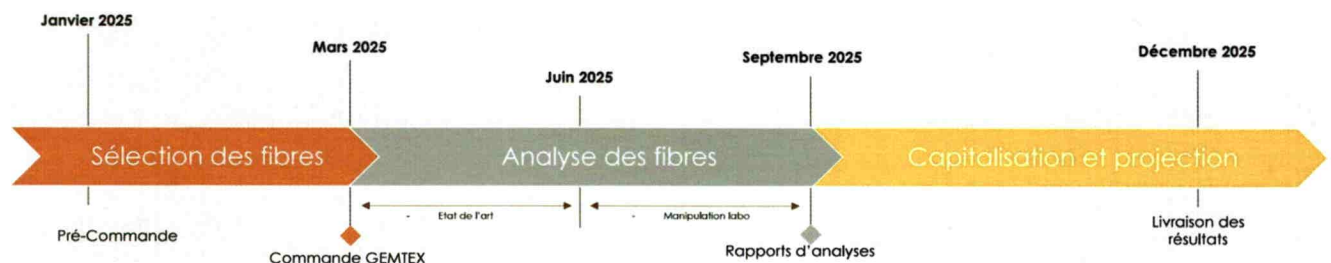 Janvier 2025
Mars 2025
Juin 2025
Septembre 2025
Décembre 2025
Sélection des fibres
Analyse des fibres
Capitalisation et projection
- Etat de l'art
- Manipulation labo
Pré-Commande
Commande GEMTEX
Rapports d'analyses
Livraison des
résultats